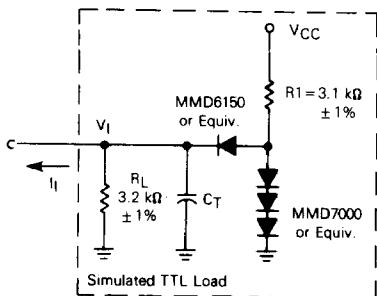 VCC
R1=3.1 kΩ
±1%
MMD6150
or Equiv.
C
VI
II
RL
3.2 kΩ
±1%
CT
MMD7000
or Equiv.
Simulated TTL Load